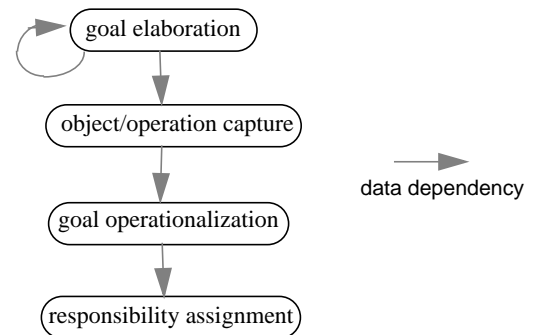 goal elaboration
object/operation capture
goal operationalization
responsibility assignment
data dependency